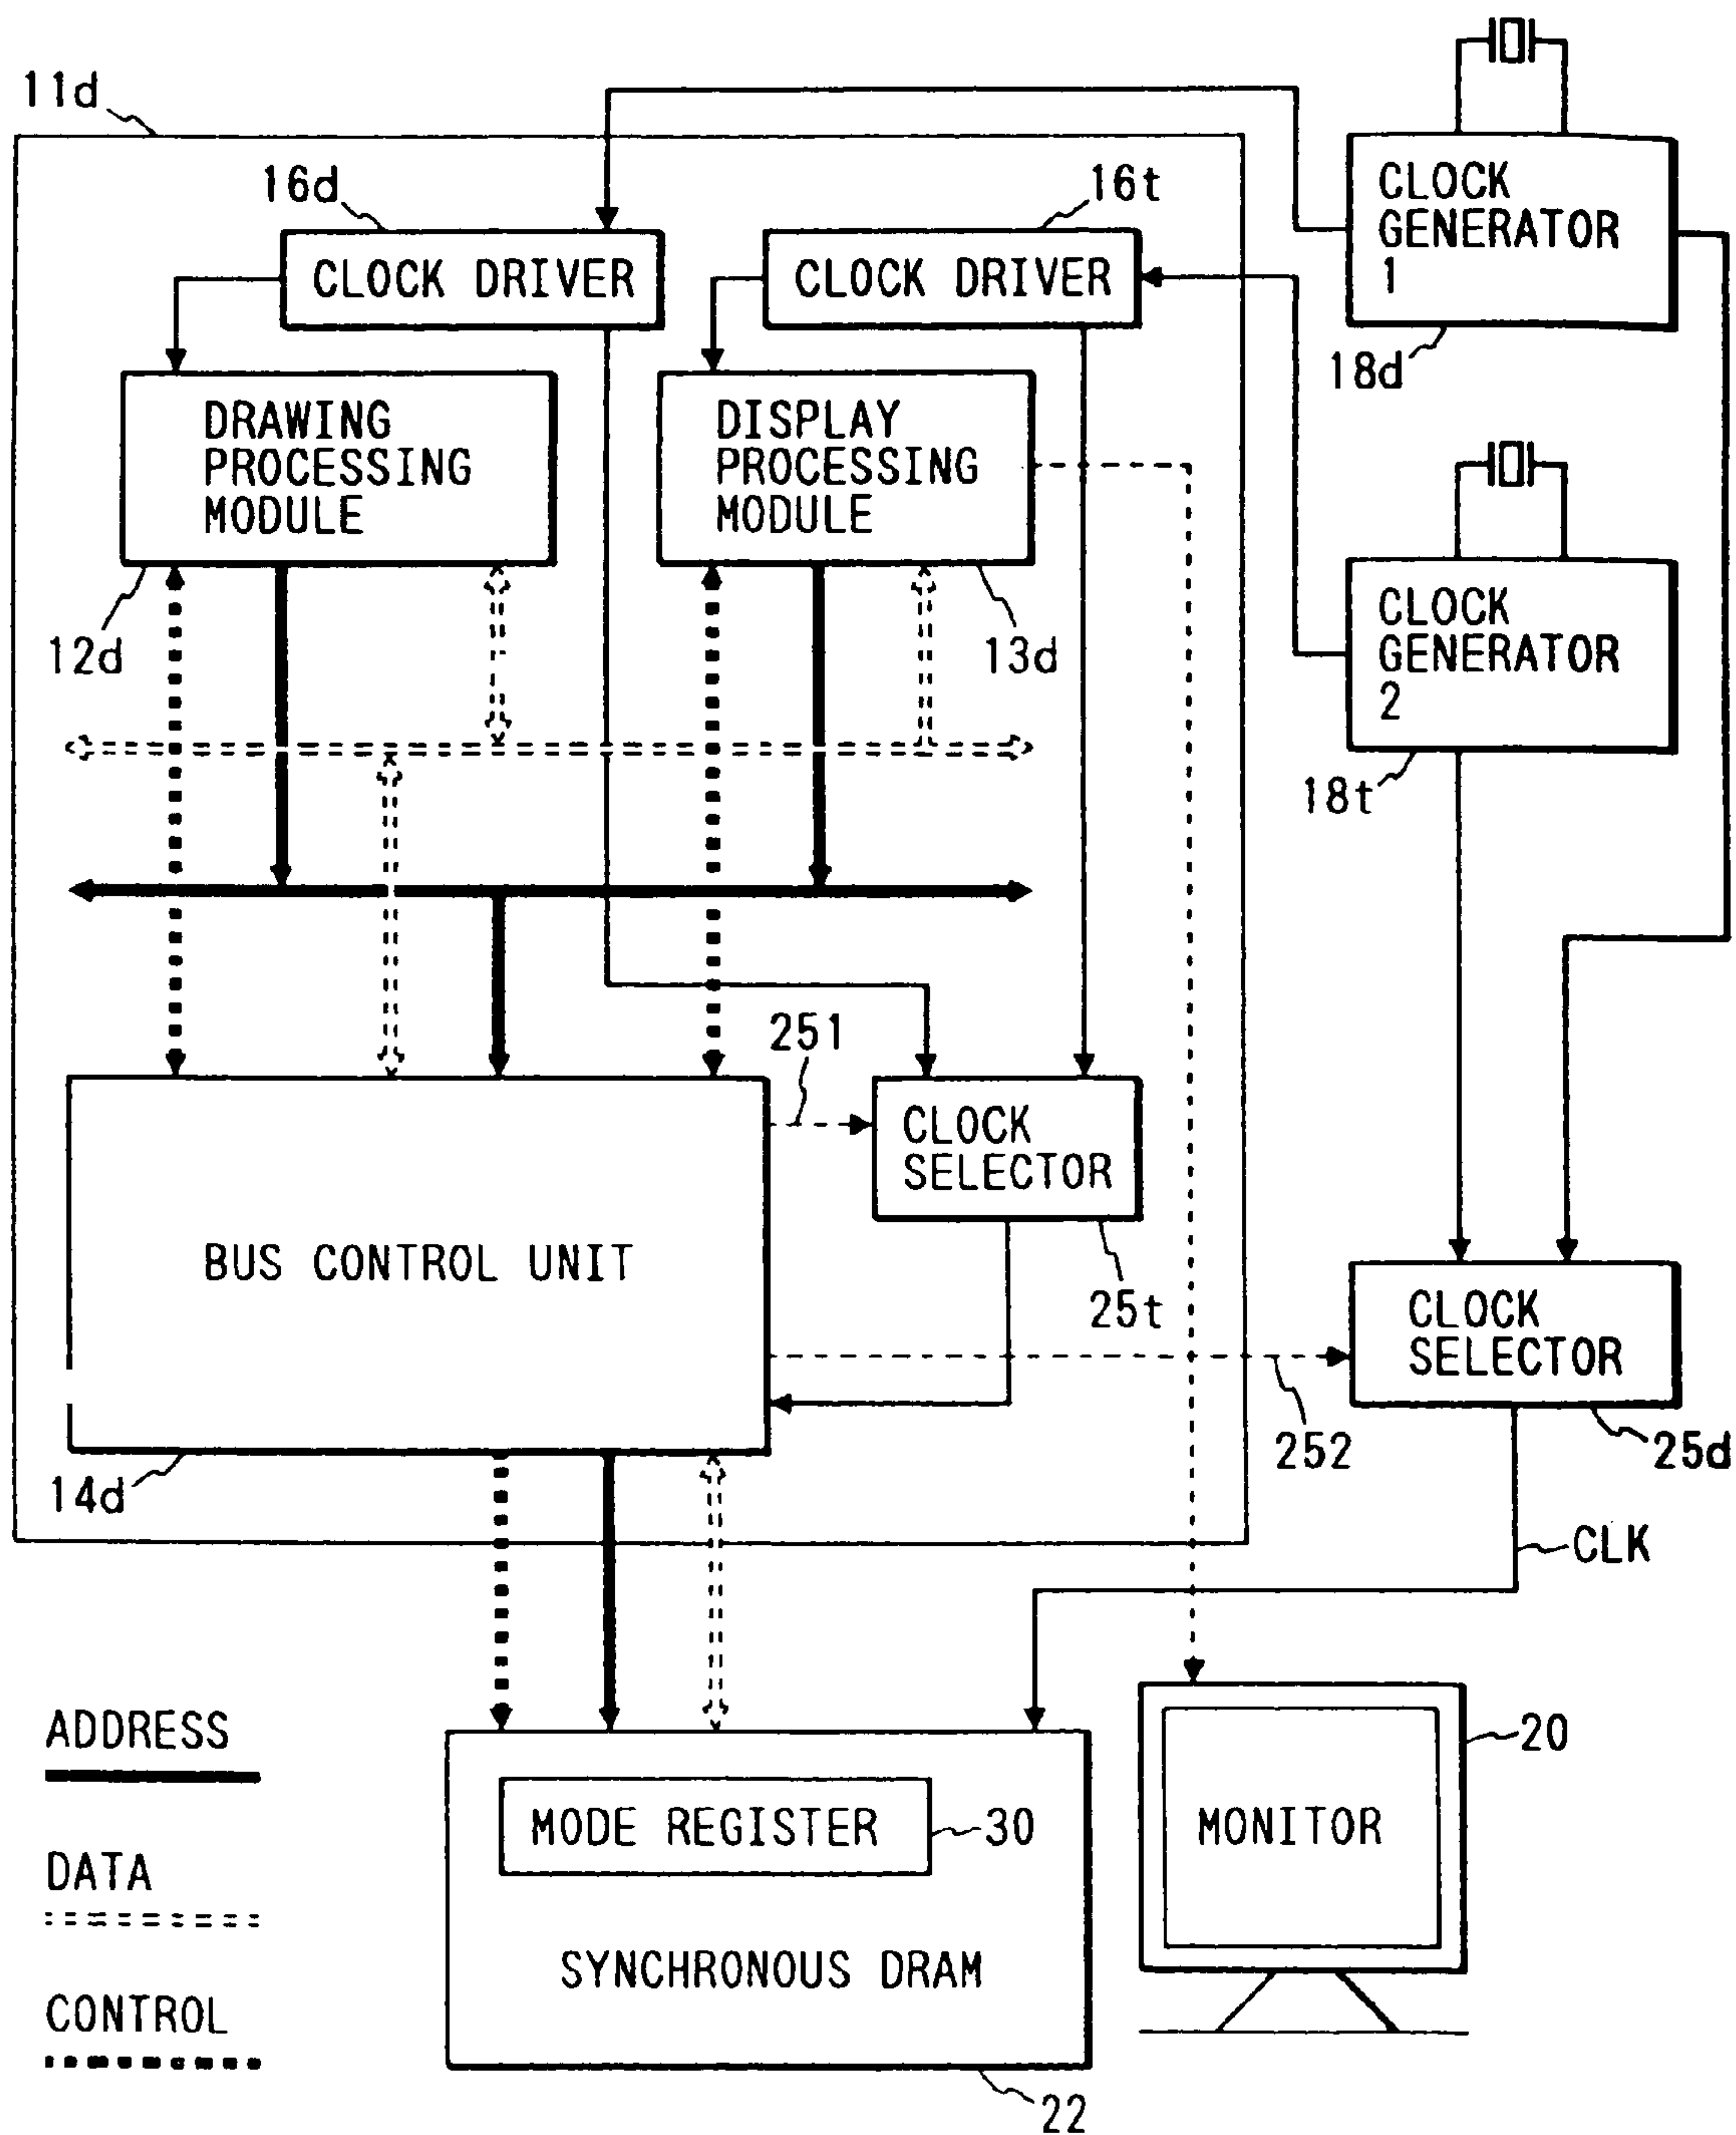 11d
16d
16t
CLOCK DRIVER
CLOCK DRIVER
CLOCK
GENERATOR
1
18d
DRAWING
PROCESSING
MODULE
DISPLAY
PROCESSING
MODULE
12d
13d
CLOCK
GENERATOR
2
18t
251
CLOCK
SELECTOR
BUS CONTROL UNIT
25t
CLOCK
SELECTOR
252
25d
14d
CLK
ADDRESS
DATA
CONTROL
MODE REGISTER
30
SYNCHRONOUS DRAM
22
20
MONITOR